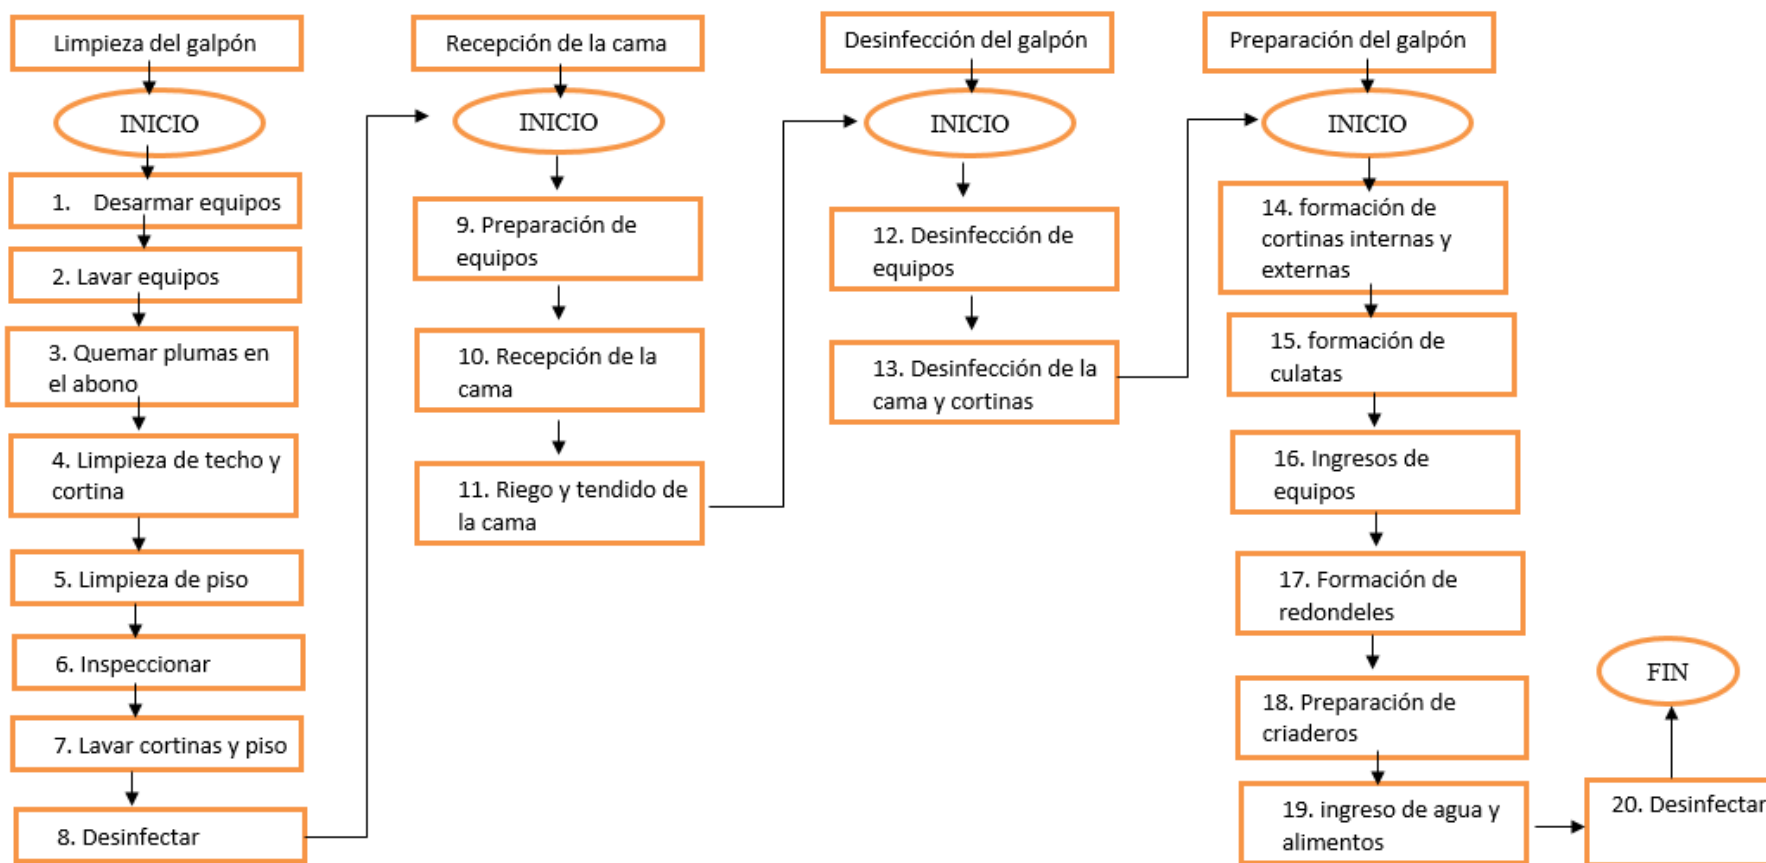 Limpieza del galpón
INICIO
1. Desarmar equipos
2. Lavar equipos
3. Quemar plumas en
el abono
4. Limpieza de techo y
cortina
5. Limpieza de piso
6. Inspeccionar
7. Lavar cortinas y piso
8. Desinfectar
Recepción de la cama
INICIO
9. Preparación de
equipos
10. Recepción de la
cama
11. Riego y tendido de
la cama
Desinfección del galpón
INICIO
12. Desinfección de
equipos
13. Desinfección de la
cama y cortinas
Preparación del galpón
INICIO
14. formación de
cortinas internas y
externas
15. formación de
culatas
16. Ingresos de
equipos
17. Formación de
redondeles
18. Preparación de
criaderos
19. ingreso de agua y
alimentos
20. Desinfectar
FIN